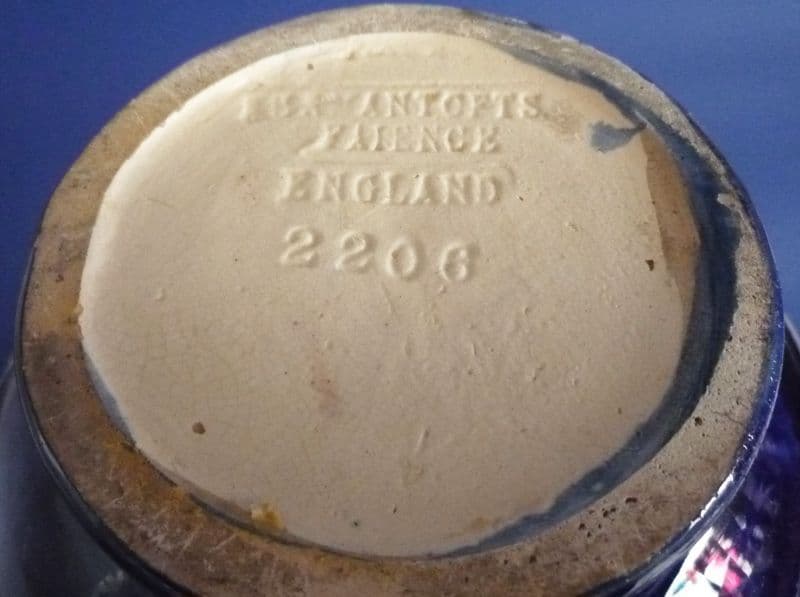 BURMANTOFTS
FAIENCE
ENGLAND
2206